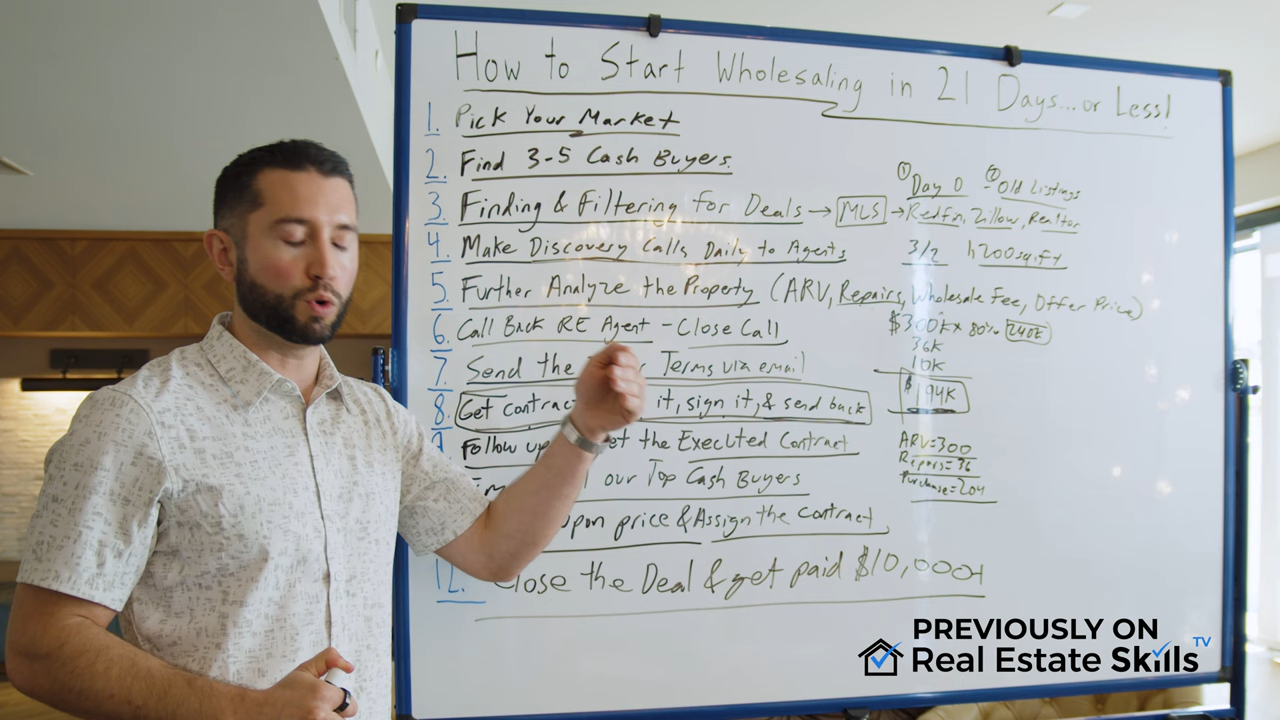 How to Start Wholesaling in 21 Days...or Less!
1. Pick Your Market
2. Find 3-5 Cash Buyers.
3. Finding & Filtering for Deals → MLS → Redfin, Zillow, Realtor
① Day 0 ② - Old Listings
4. Make Discovery Calls Daily to Agents
3/2 1,200 sq.ft
5. Further Analyze the Property (ARV, Repairs, Wholesale Fee, Offer Price)
6. Call Back RE Agent - Close Call
$300K x 80% 240K
36K
10K
7. Send the Terms via email
$194K
8. Get contract it, sign it, & send back
9. Follow up get the Executed Contract
ARV=300
Repairs=36
Purchase=204
our Top Cash Buyers
upon price & Assign the contract
12. Close the Deal & get paid $10,000+
PREVIOUSLY ON
Real Estate Skills TV